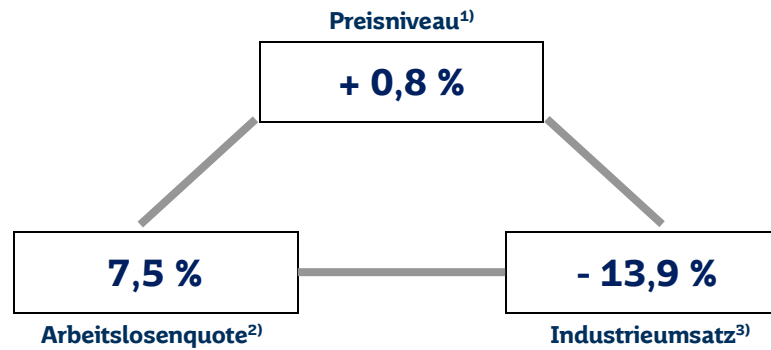 Preisniveau¹⁾
+ 0,8 %
7,5 %
- 13,9 %
Arbeitslosenquote²⁾
Industrieumsatz³⁾